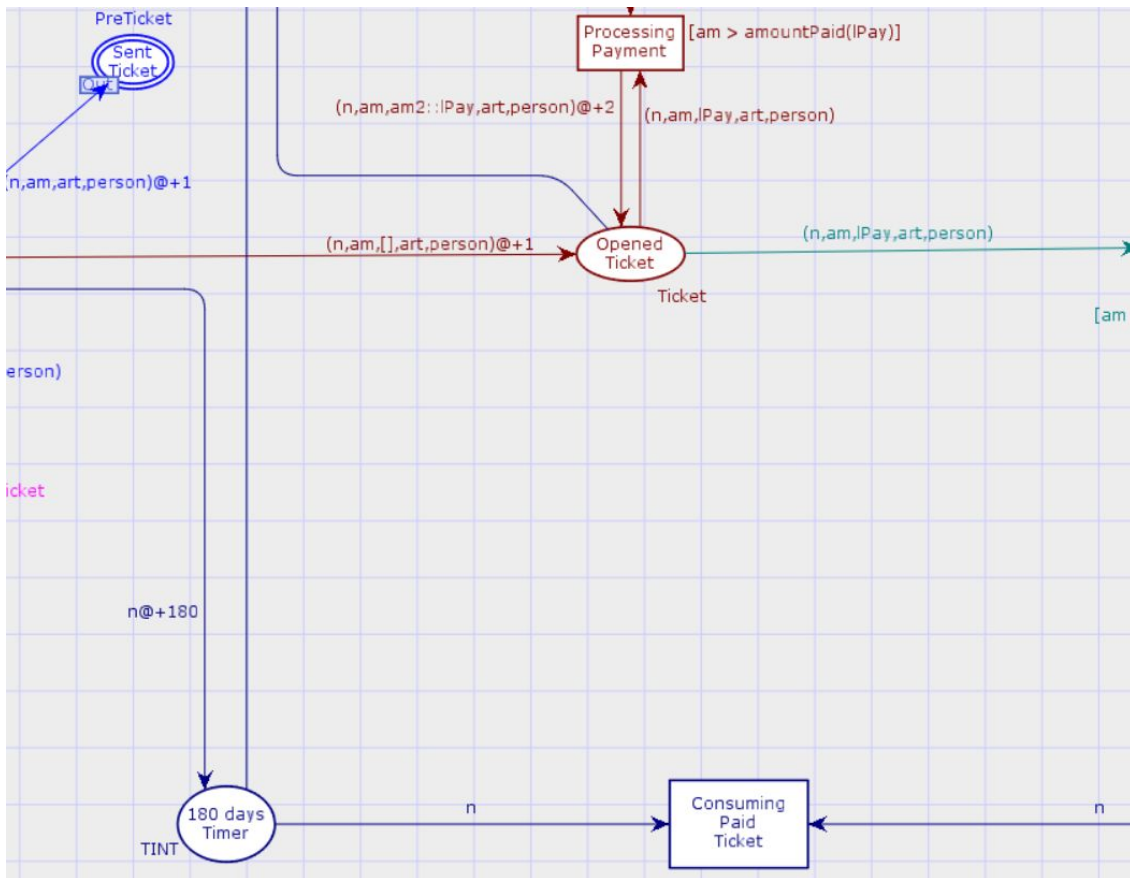 PreTicket
Sent
Ticket
Out
Processing
Payment
[am > amountPaid(lPay)]
(n,am,am2::lPay,art,person)@+2
(n,am,lPay,art,person)
(n,am,art,person)@+1
(n,am,[],art,person)@+1
Opened
Ticket
(n,am,lPay,art,person)
Ticket
[am
erson)
icket
n@+180
180 days
Timer
TINT
n
Consuming
Paid
Ticket
n